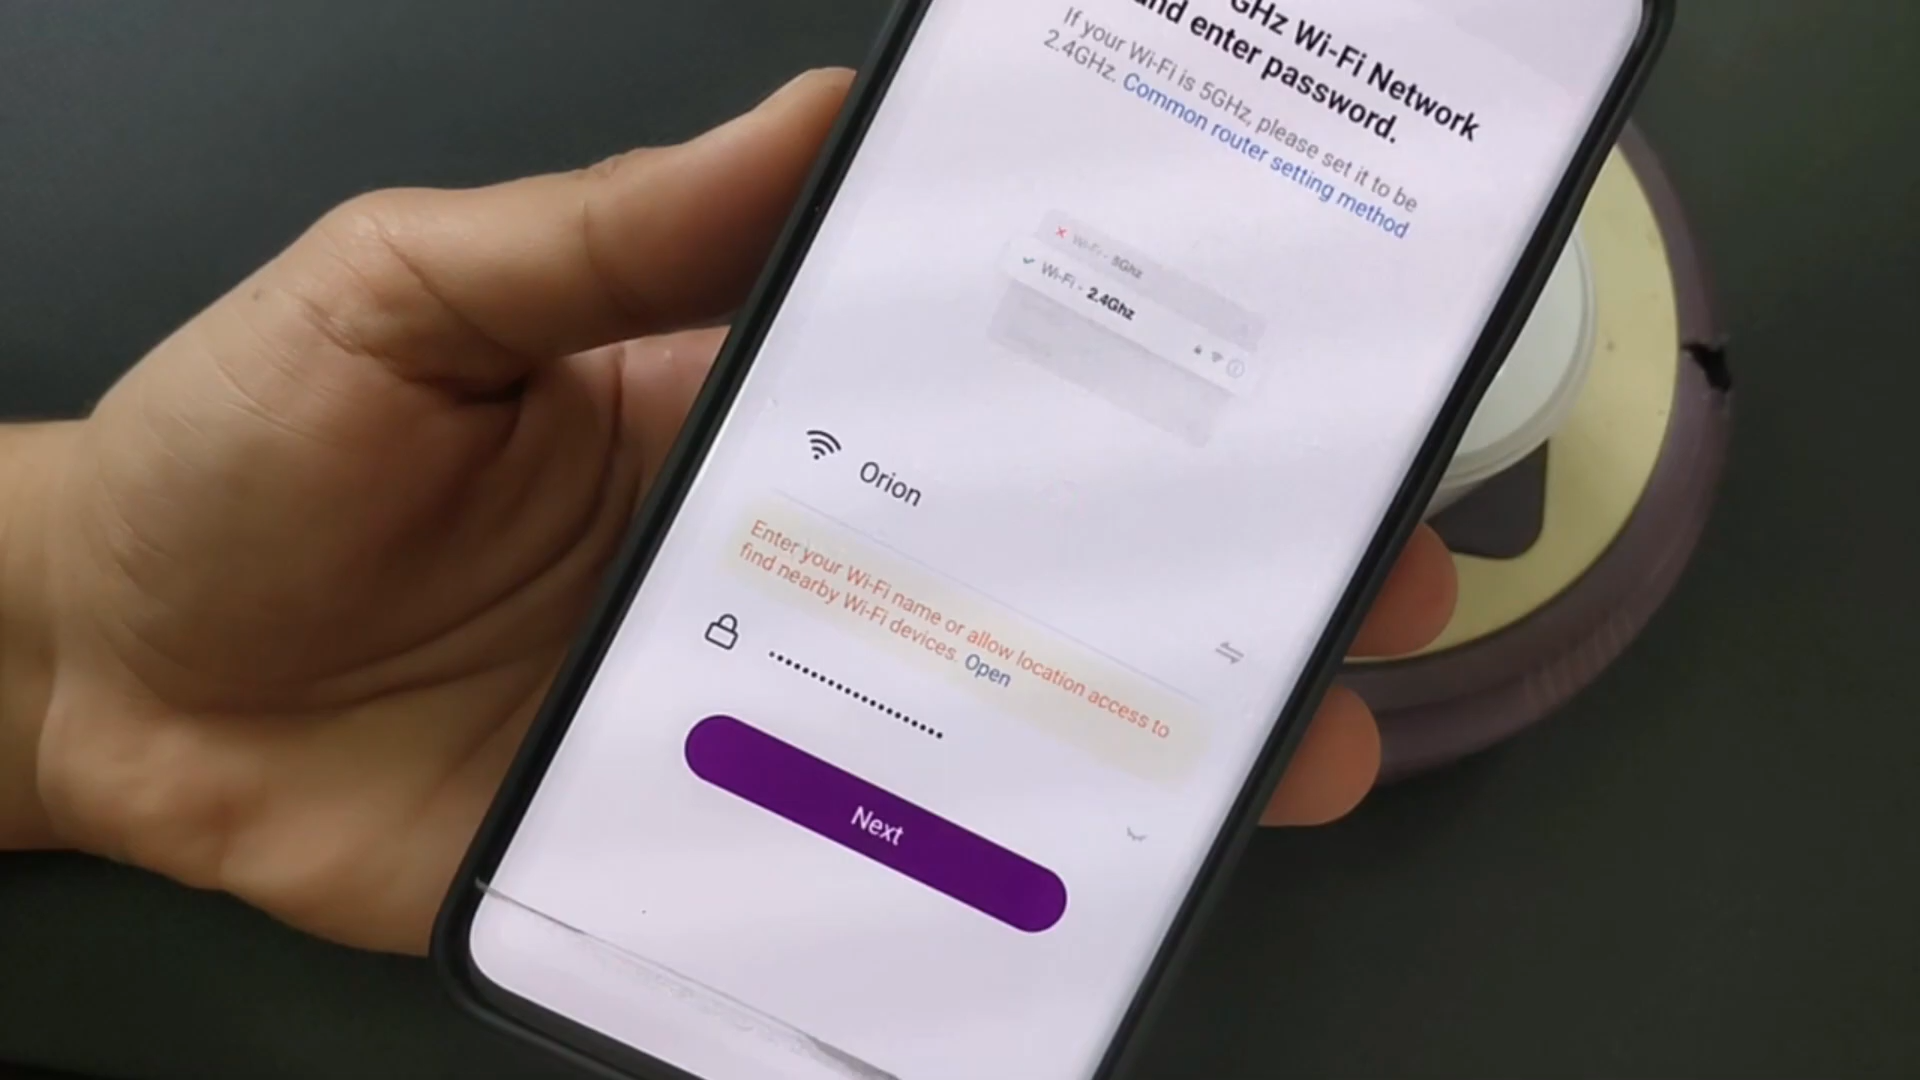 GHz Wi-Fi Network
and enter password.
If your Wi-Fi is 5GHz, please set it to be
2.4GHz. Common router setting method
Wi-Fi - 5Ghz
Wi-Fi - 2.4Ghz
Orion
Enter your Wi-Fi name or allow location access to
find nearby Wi-Fi devices. Open
••••••••••••••••••••
Next